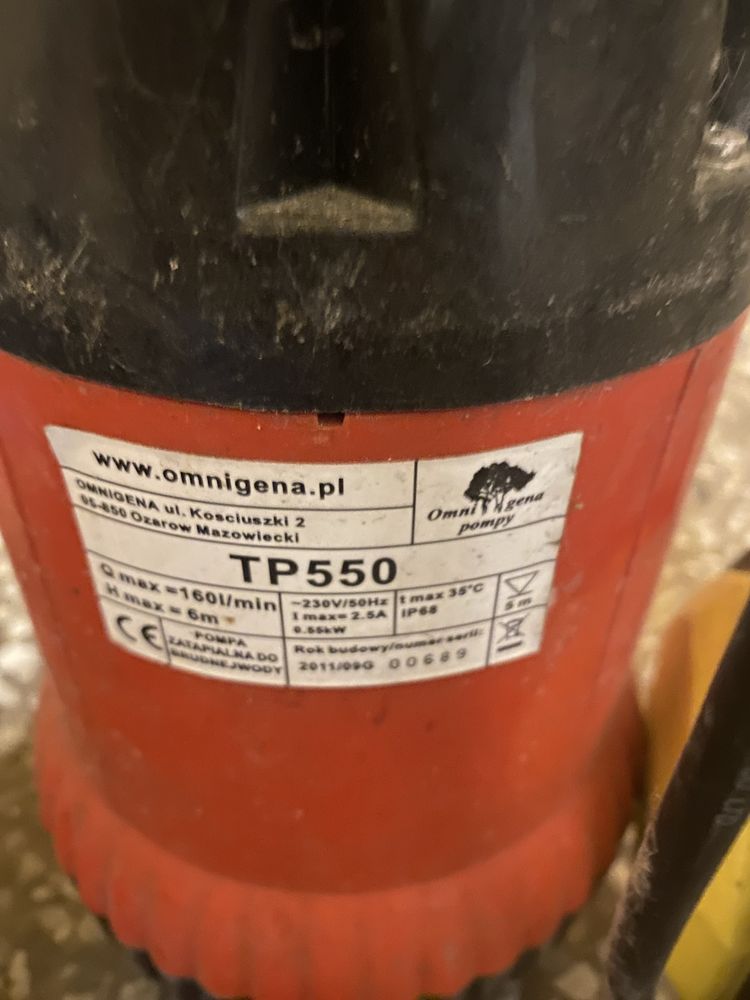 www.omnigena.pl
OMNIGENA ul. Kosciuszki 2
05-850 Ozarow Mazowiecki
Omnigena
pompy
TP550
Q max =160l/min
H max = 6m
~230V/50Hz
I max= 2.5A
0.55kW
t max 35°C
IP68
5 m
CE
POMPA
ZATAPIALNA DO
BRUDNEJ WODY
Rok budowy/numer serii:
2011/09G 00689